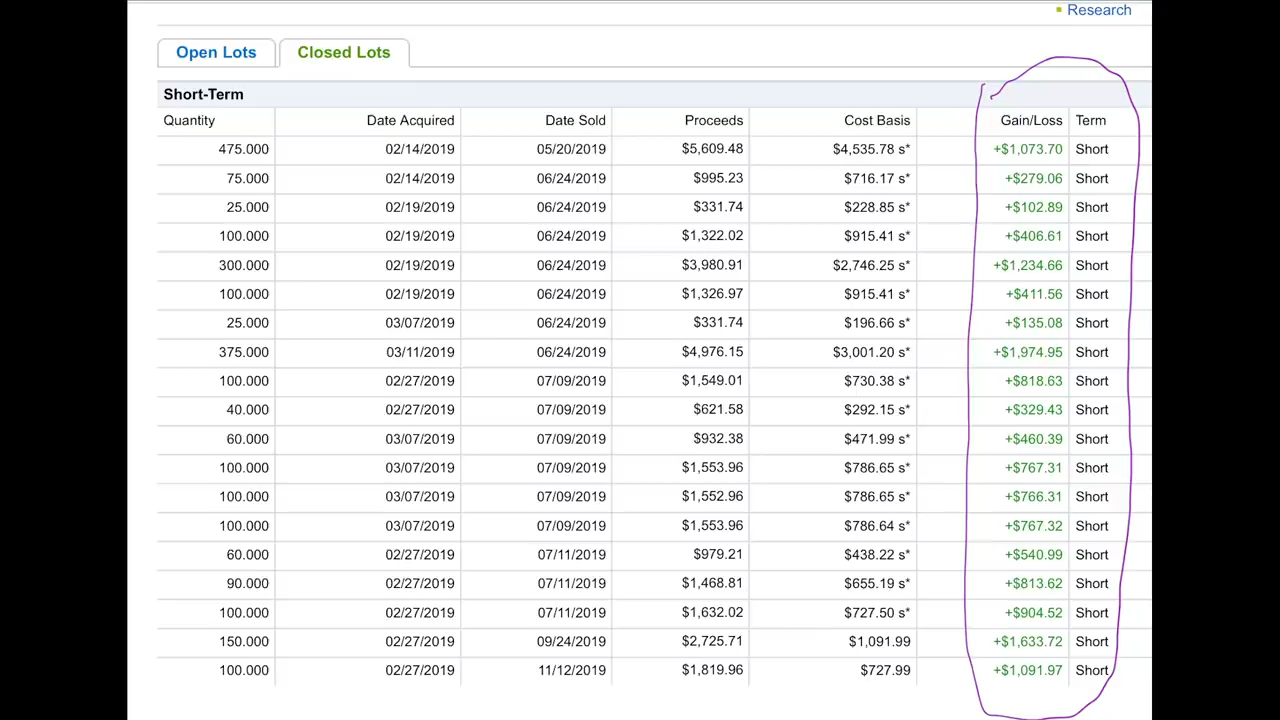 Research
Open Lots Closed Lots
Short-Term
Quantity Date Acquired Date Sold Proceeds Cost Basis Gain/Loss Term
475.000 02/14/2019 05/20/2019 $5,609.48 $4,535.78 s* +$1,073.70 Short
75.000 02/14/2019 06/24/2019 $995.23 $716.17 s* +$279.06 Short
25.000 02/19/2019 06/24/2019 $331.74 $228.85 s* +$102.89 Short
100.000 02/19/2019 06/24/2019 $1,322.02 $915.41 s* +$406.61 Short
300.000 02/19/2019 06/24/2019 $3,980.91 $2,746.25 s* +$1,234.66 Short
100.000 02/19/2019 06/24/2019 $1,326.97 $915.41 s* +$411.56 Short
25.000 03/07/2019 06/24/2019 $331.74 $196.66 s* +$135.08 Short
375.000 03/11/2019 06/24/2019 $4,976.15 $3,001.20 s* +$1,974.95 Short
100.000 02/27/2019 07/09/2019 $1,549.01 $730.38 s* +$818.63 Short
40.000 02/27/2019 07/09/2019 $621.58 $292.15 s* +$329.43 Short
60.000 03/07/2019 07/09/2019 $932.38 $471.99 s* +$460.39 Short
100.000 03/07/2019 07/09/2019 $1,553.96 $786.65 s* +$767.31 Short
100.000 03/07/2019 07/09/2019 $1,552.96 $786.65 s* +$766.31 Short
100.000 03/07/2019 07/09/2019 $1,553.96 $786.64 s* +$767.32 Short
60.000 02/27/2019 07/11/2019 $979.21 $438.22 s* +$540.99 Short
90.000 02/27/2019 07/11/2019 $1,468.81 $655.19 s* +$813.62 Short
100.000 02/27/2019 07/11/2019 $1,632.02 $727.50 s* +$904.52 Short
150.000 02/27/2019 09/24/2019 $2,725.71 $1,091.99 +$1,633.72 Short
100.000 02/27/2019 11/12/2019 $1,819.96 $727.99 +$1,091.97 Short